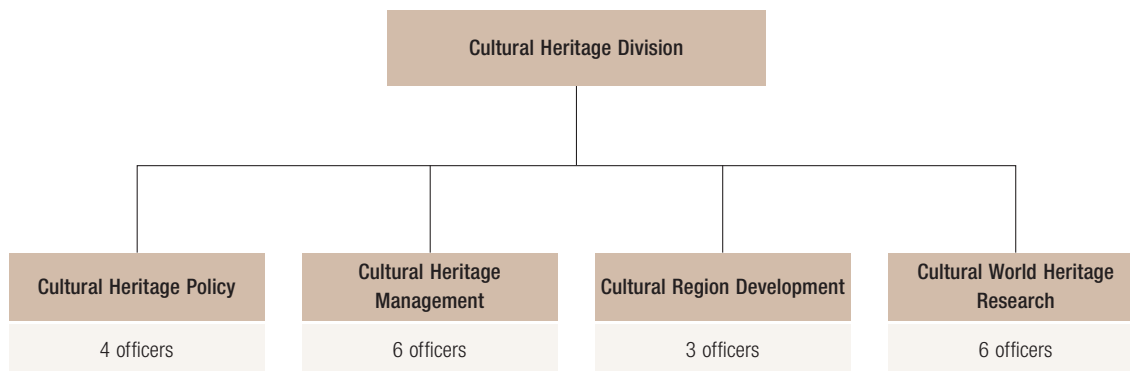 Cultural Heritage Division
Cultural Heritage Policy
4 officers
Cultural Heritage
Management
6 officers
Cultural Region Development
3 officers
Cultural World Heritage
Research
6 officers